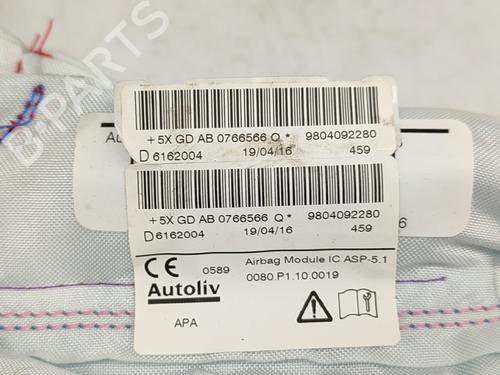 + 5X GD AB 0766566 Q * 9804092280
D 6162004 19/04/16 459
+ 5X GD AB 0766566 Q * 9804092280
D 6162004 19/04/16 459
CE 0589 Airbag Module IC ASP-5.1
Autoliv 0080.P1.10.0019
APA
B-PARTS